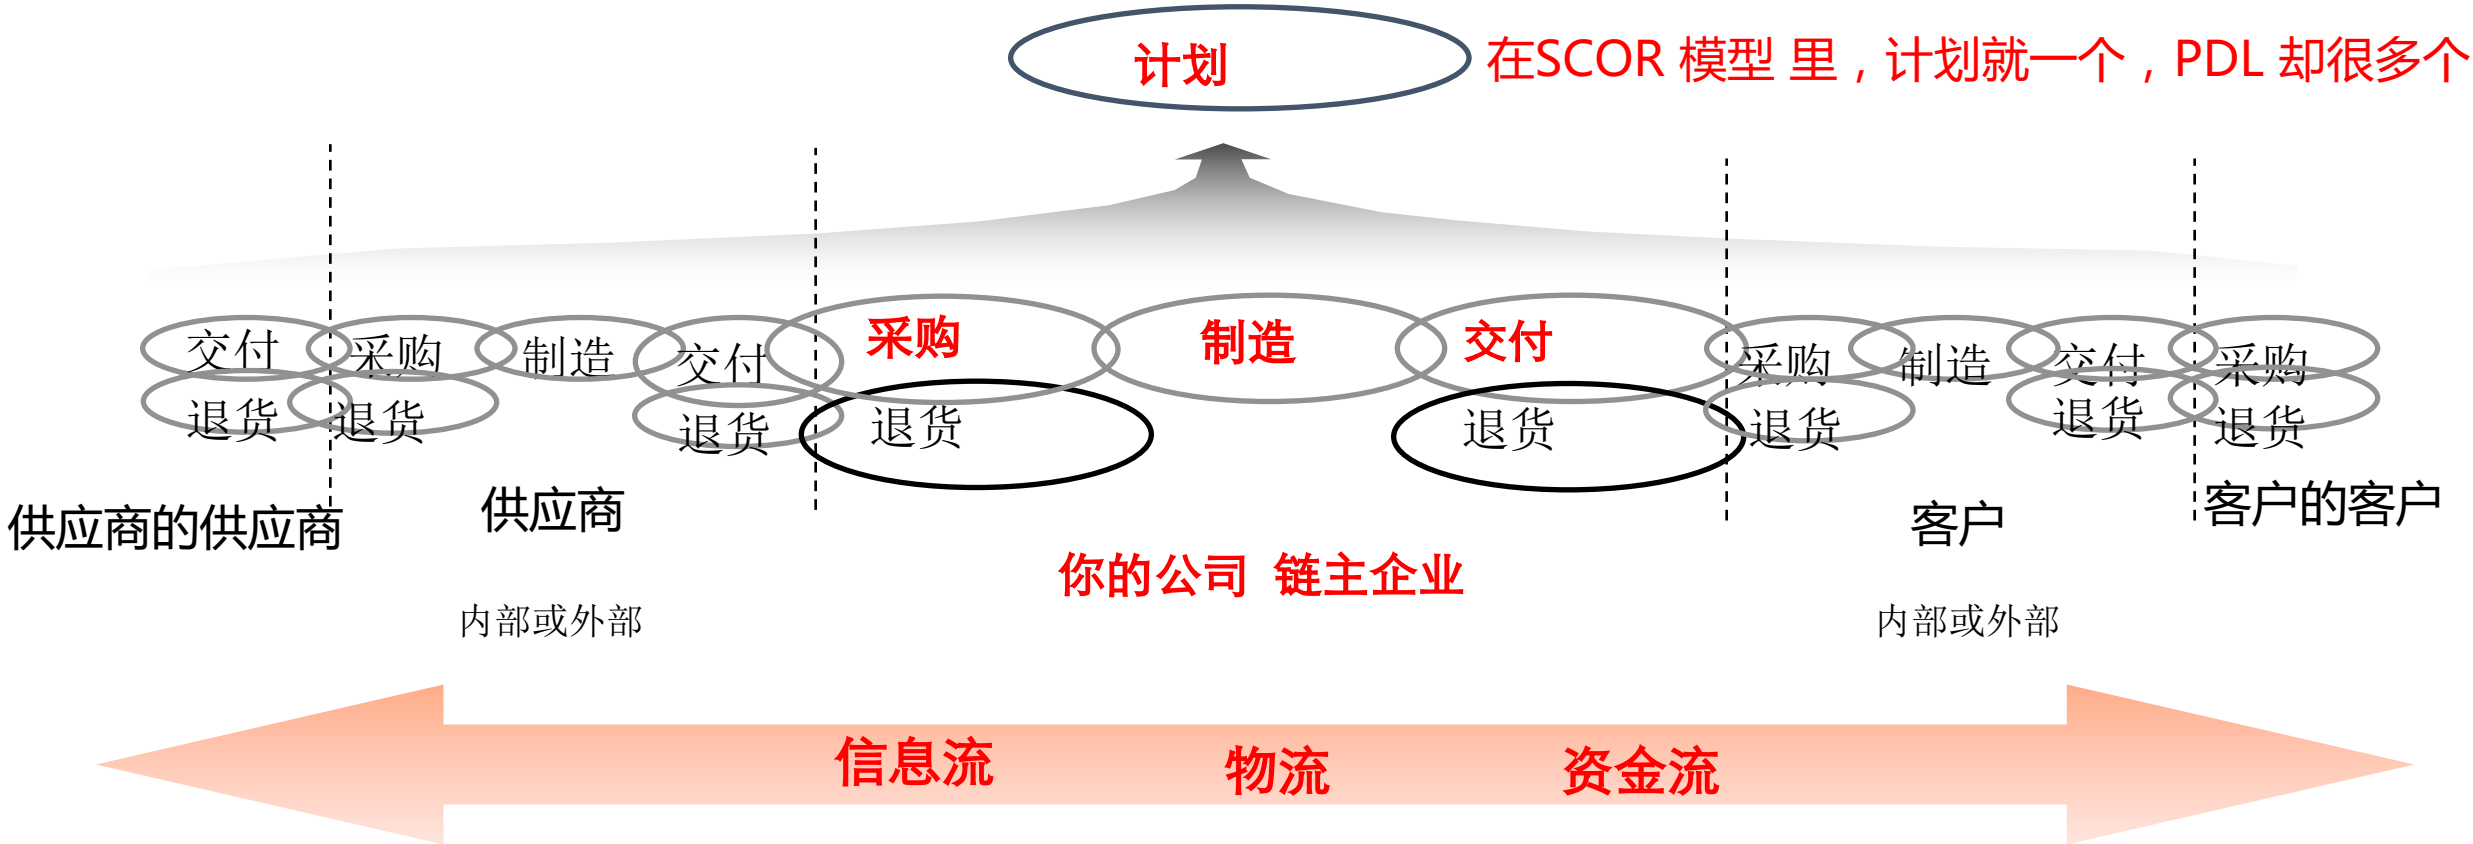 计划
在SCOR 模型 里，计划就一个，PDL 却很多个
交付 采购 制造 交付 采购 制造 交付 采购 制造 交付 采购
退货 退货 退货 退货 退货 退货 退货 退货
供应商的供应商 供应商 客户 客户的客户
你的公司 链主企业
内部或外部 内部或外部
信息流 物流 资金流